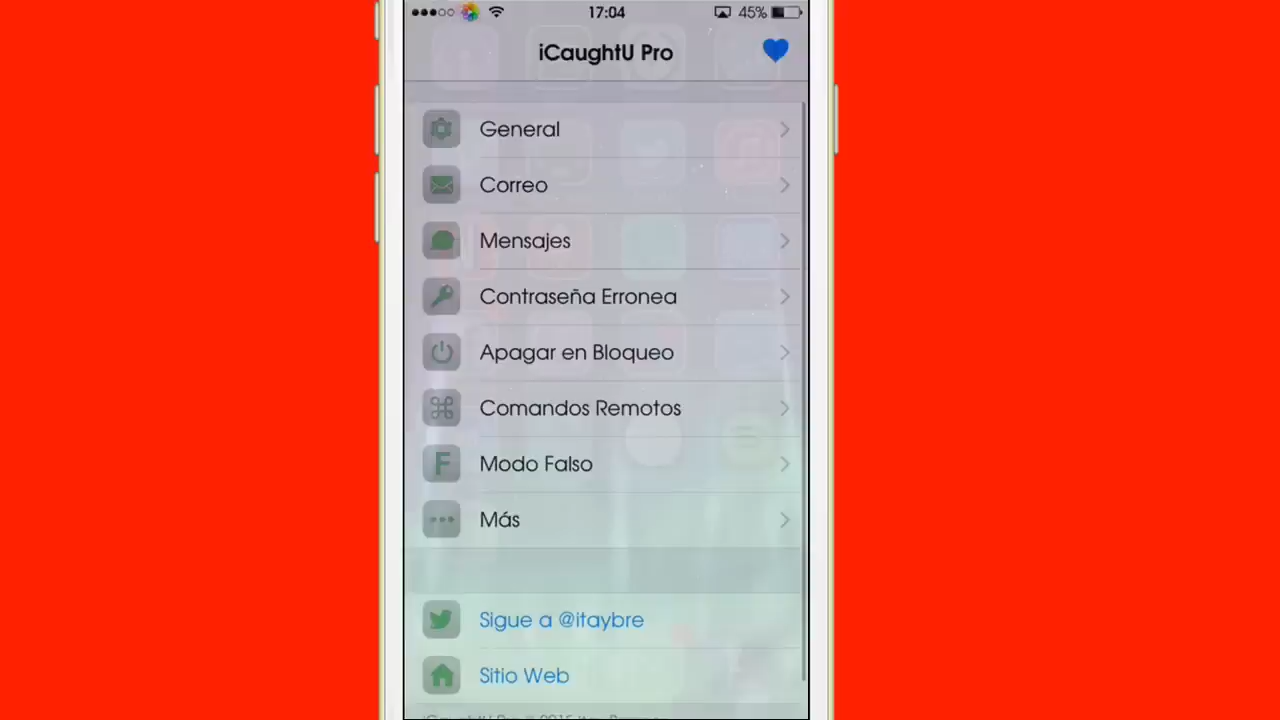 17:04
45%
iCaughtU Pro
General
Correo
Mensajes
Contraseña Erronea
Apagar en Bloqueo
Comandos Remotos
F
Modo Falso
Más
Sigue a @itaybre
Sitio Web